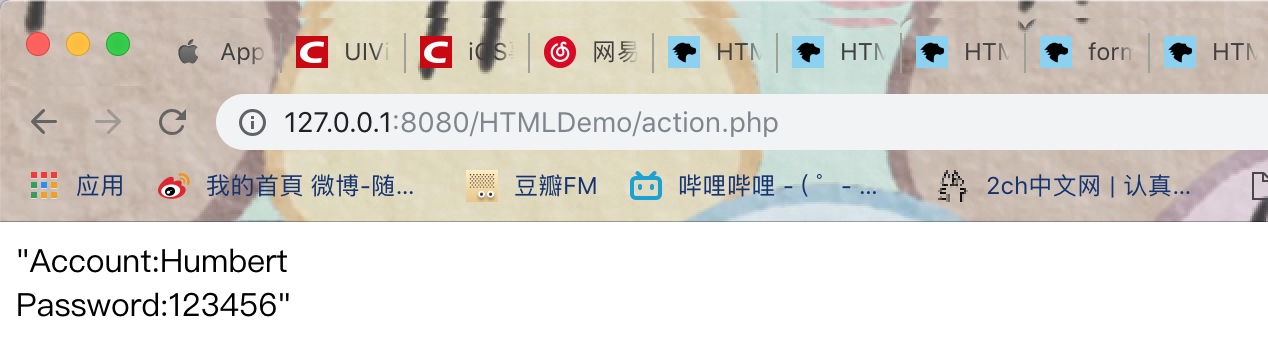 App
UIVi
iOS
网易
HTM
HTM
HTM
form
HTM
127.0.0.1:8080/HTMLDemo/action.php
应用
我的首頁 微博-随...
豆瓣FM
哔哩哔哩 - ( ゜- ...
2ch中文网 | 认真...
"Account:Humbert
Password:123456"